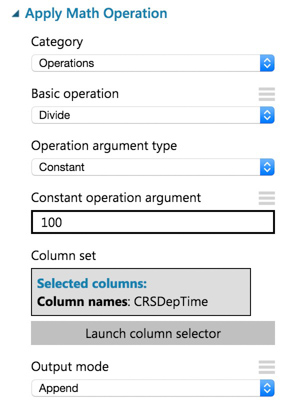 Apply Math Operation
Category
Operations
Basic operation
Divide
Operation argument type
Constant
Constant operation argument
100
Column set
Selected columns:
Column names: CRSDepTime
Launch column selector
Output mode
Append